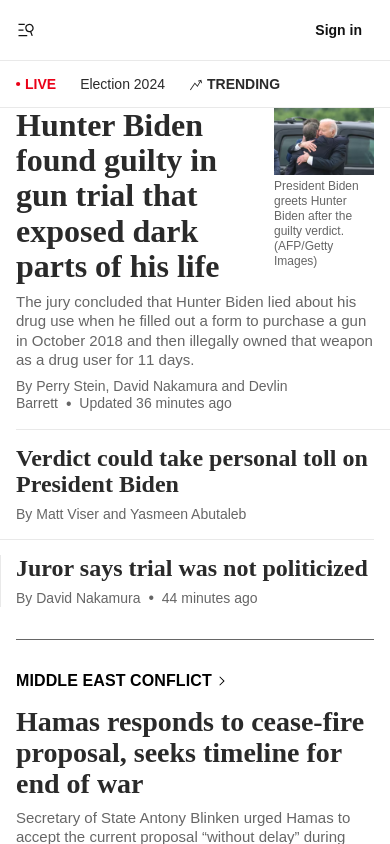 Sign in
LIVE
Election 2024
TRENDING
Hunter Biden
found guilty in
gun trial that
exposed dark
parts of his life
President Biden
greets Hunter
Biden after the
guilty verdict.
(AFP/Getty
Images)
The jury concluded that Hunter Biden lied about his
drug use when he filled out a form to purchase a gun
in October 2018 and then illegally owned that weapon
as a drug user for 11 days.
By Perry Stein, David Nakamura and Devlin
Barrett • Updated 36 minutes ago
Verdict could take personal toll on
President Biden
By Matt Viser and Yasmeen Abutaleb
Juror says trial was not politicized
By David Nakamura • 44 minutes ago
MIDDLE EAST CONFLICT
Hamas responds to cease-fire
proposal, seeks timeline for
end of war
Secretary of State Antony Blinken urged Hamas to
accept the current proposal “without delay” during